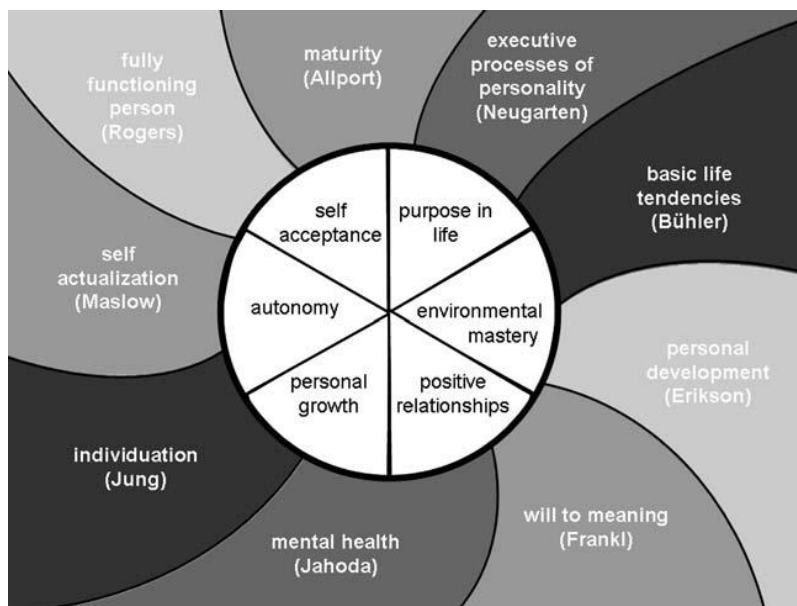 fully
functioning
person
(Rogers)
maturity
(Allport)
executive
processes of
personality
(Neugarten)
basic life
tendencies
(Bühler)
self
acceptance
purpose in
life
self
actualization
(Maslow)
autonomy
environmental
mastery
personal
development
(Erikson)
personal
growth
positive
relationships
individuation
(Jung)
mental health
(Jahoda)
will to meaning
(Frankl)